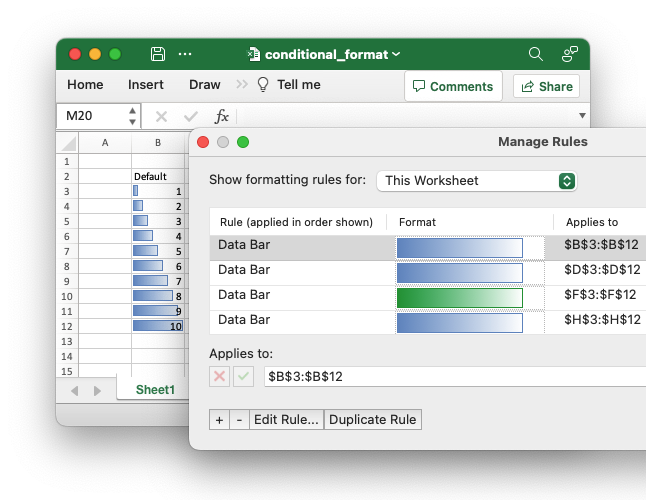 conditional_format
Home Insert Draw Tell me Comments Share
M20 fx
A B
1
2 Default
3 1
4 2
5 3
6 4
7 5
8 6
9 7
10 8
11 9
12 10
13
14
15
Sheet1
Manage Rules
Show formatting rules for: This Worksheet
Rule (applied in order shown) Format Applies to
Data Bar $B$3:$B$12
Data Bar $D$3:$D$12
Data Bar $F$3:$F$12
Data Bar $H$3:$H$12
Applies to:
$B$3:$B$12
+ - Edit Rule... Duplicate Rule